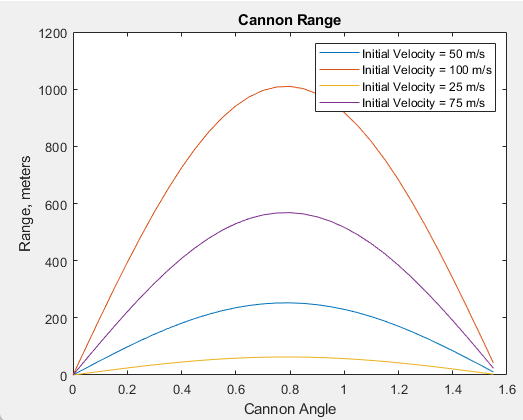 Cannon Range
1200
1000
800
600
400
200
0
Range, meters
Initial Velocity = 50 m/s
Initial Velocity = 100 m/s
Initial Velocity = 25 m/s
Initial Velocity = 75 m/s
0 0.2 0.4 0.6 0.8 1 1.2 1.4 1.6
Cannon Angle